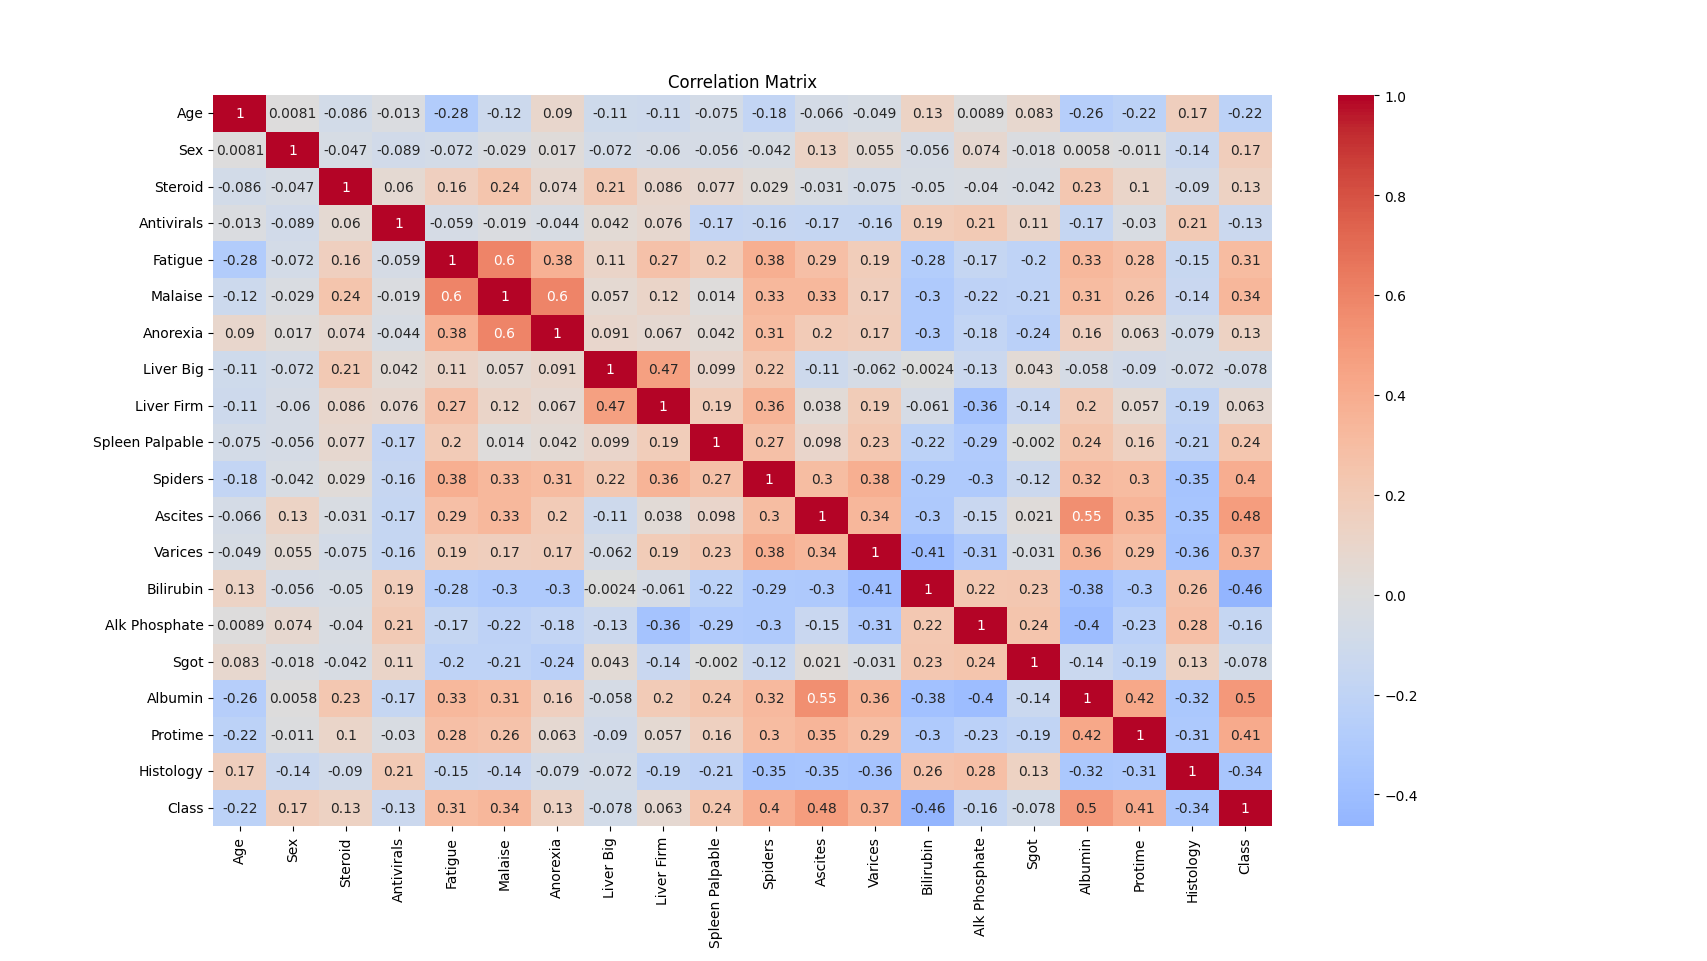 Correlation Matrix
Age 1 0.0081 -0.086 -0.013 -0.28 -0.12 0.09 -0.11 -0.11 -0.075 -0.18 -0.066 -0.049 0.13 0.0089 0.083 -0.26 -0.22 0.17 -0.22
Sex 0.0081 1 -0.047 -0.089 -0.072 -0.029 0.017 -0.072 -0.06 -0.056 -0.042 0.13 0.055 -0.056 0.074 -0.018 0.0058 -0.011 -0.14 0.17
Steroid -0.086 -0.047 1 0.06 0.16 0.24 0.074 0.21 0.086 0.077 0.029 -0.031 -0.075 -0.05 -0.04 -0.042 0.23 0.1 -0.09 0.13
Antivirals -0.013 -0.089 0.06 1 -0.059 -0.019 -0.044 0.042 0.076 -0.17 -0.16 -0.17 -0.16 0.19 0.21 0.11 -0.17 -0.03 0.21 -0.13
Fatigue -0.28 -0.072 0.16 -0.059 1 0.6 0.38 0.11 0.27 0.2 0.38 0.29 0.19 -0.28 -0.17 -0.2 0.33 0.28 -0.15 0.31
Malaise -0.12 -0.029 0.24 -0.019 0.6 1 0.6 0.057 0.12 0.014 0.33 0.33 0.17 -0.3 -0.22 -0.21 0.31 0.26 -0.14 0.34
Anorexia 0.09 0.017 0.074 -0.044 0.38 0.6 1 0.091 0.067 0.042 0.31 0.2 0.17 -0.3 -0.18 -0.24 0.16 0.063 -0.079 0.13
Liver Big -0.11 -0.072 0.21 0.042 0.11 0.057 0.091 1 0.47 0.099 0.22 -0.11 -0.062 -0.0024 -0.13 0.043 -0.058 -0.09 -0.072 -0.078
Liver Firm -0.11 -0.06 0.086 0.076 0.27 0.12 0.067 0.47 1 0.19 0.36 0.038 0.19 -0.061 -0.36 -0.14 0.2 0.057 -0.19 0.063
Spleen Palpable -0.075 -0.056 0.077 -0.17 0.2 0.014 0.042 0.099 0.19 1 0.27 0.098 0.23 -0.22 -0.29 -0.002 0.24 0.16 -0.21 0.24
Spiders -0.18 -0.042 0.029 -0.16 0.38 0.33 0.31 0.22 0.36 0.27 1 0.3 0.38 -0.29 -0.3 -0.12 0.32 0.3 -0.35 0.4
Ascites -0.066 0.13 -0.031 -0.17 0.29 0.33 0.2 -0.11 0.038 0.098 0.3 1 0.34 -0.3 -0.15 0.021 0.55 0.35 -0.35 0.48
Varices -0.049 0.055 -0.075 -0.16 0.19 0.17 0.17 -0.062 0.19 0.23 0.38 0.34 1 -0.41 -0.31 -0.031 0.36 0.29 -0.36 0.37
Bilirubin 0.13 -0.056 -0.05 0.19 -0.28 -0.3 -0.3 -0.0024 -0.061 -0.22 -0.29 -0.3 -0.41 1 0.22 0.23 -0.38 -0.3 0.26 -0.46
Alk Phosphate 0.0089 0.074 -0.04 0.21 -0.17 -0.22 -0.18 -0.13 -0.36 -0.29 -0.3 -0.15 -0.31 0.22 1 0.24 -0.4 -0.23 0.28 -0.16
Sgot 0.083 -0.018 -0.042 0.11 -0.2 -0.21 -0.24 0.043 -0.14 -0.002 -0.12 0.021 -0.031 0.23 0.24 1 -0.14 -0.19 0.13 -0.078
Albumin -0.26 0.0058 0.23 -0.17 0.33 0.31 0.16 -0.058 0.2 0.24 0.32 0.55 0.36 -0.38 -0.4 -0.14 1 0.42 -0.32 0.5
Protime -0.22 -0.011 0.1 -0.03 0.28 0.26 0.063 -0.09 0.057 0.16 0.3 0.35 0.29 -0.3 -0.23 -0.19 0.42 1 -0.31 0.41
Histology 0.17 -0.14 -0.09 0.21 -0.15 -0.14 -0.079 -0.072 -0.19 -0.21 -0.35 -0.35 -0.36 0.26 0.28 0.13 -0.32 -0.31 1 -0.34
Class -0.22 0.17 0.13 -0.13 0.31 0.34 0.13 -0.078 0.063 0.24 0.4 0.48 0.37 -0.46 -0.16 -0.078 0.5 0.41 -0.34 1
Age
Sex
Steroid
Antivirals
Fatigue
Malaise
Anorexia
Liver Big
Liver Firm
Spleen Palpable
Spiders
Ascites
Varices
Bilirubin
Alk Phosphate
Sgot
Albumin
Protime
Histology
Class
1.0
0.8
0.6
0.4
0.2
0.0
−0.2
−0.4